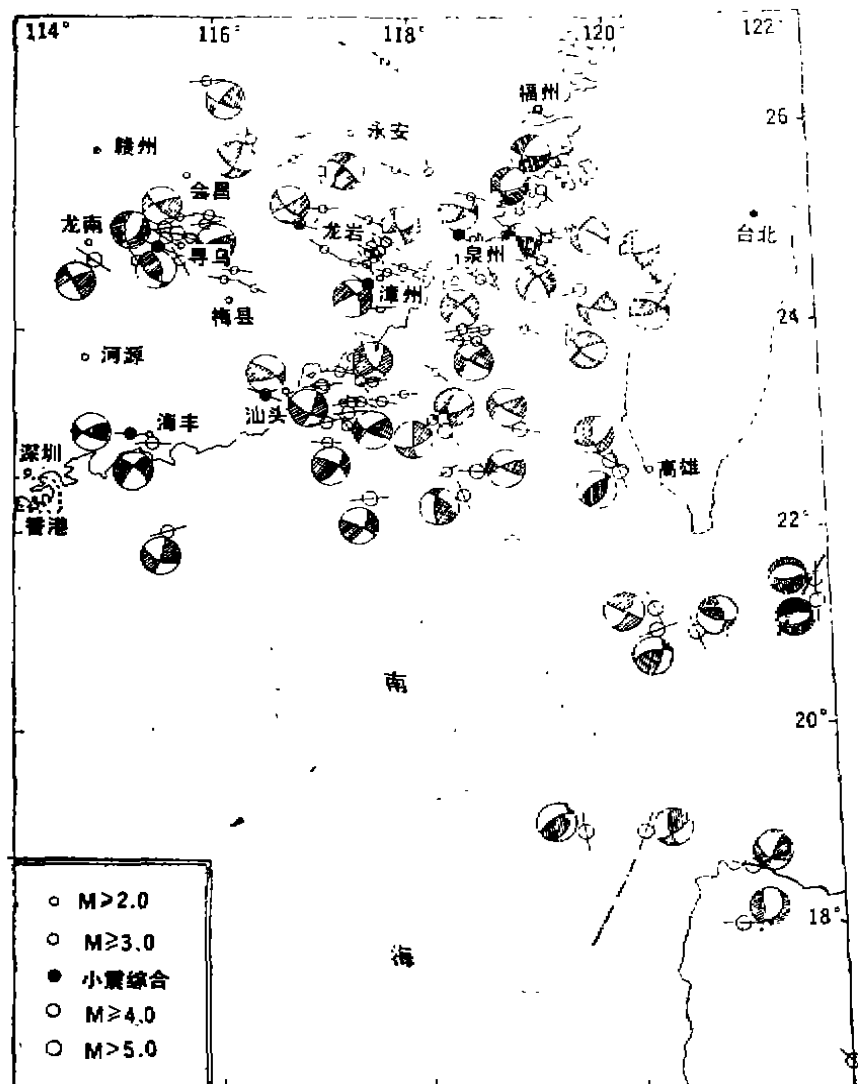 114°
116°
118°
120°
122°
福州
26
永安
赣州
会昌
龙南
龙岩
台北
寻乌
泉州
漳州
梅县
24
河源
汕头
海丰
深圳
高雄
香港
22°
南
20°
18°
海
M≥2.0
M≥3.0
小震综合
M≥4.0
M>5.0